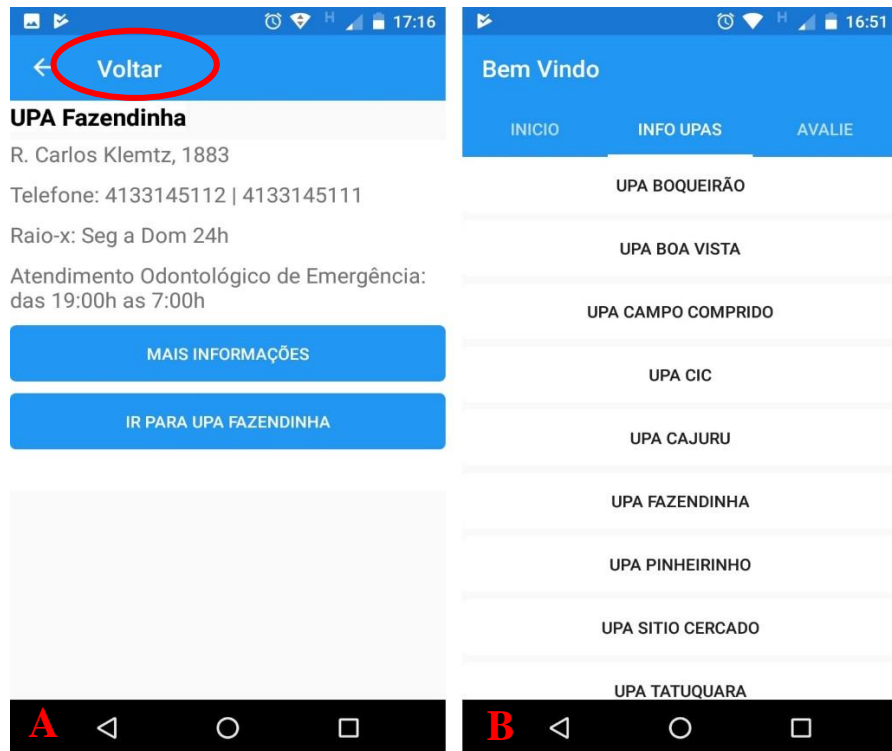 H 17:16
Voltar
UPA Fazendinha
R. Carlos Klemtz, 1883
Telefone: 4133145112 | 4133145111
Raio-x: Seg a Dom 24h
Atendimento Odontológico de Emergência:
das 19:00h as 7:00h
MAIS INFORMAÇÕES
IR PARA UPA FAZENDINHA
A
H 16:51
Bem Vindo
INICIO INFO UPAS AVALIE
UPA BOQUEIRÃO
UPA BOA VISTA
UPA CAMPO COMPRIDO
UPA CIC
UPA CAJURU
UPA FAZENDINHA
UPA PINHEIRINHO
UPA SITIO CERCADO
UPA TATUQUARA
B